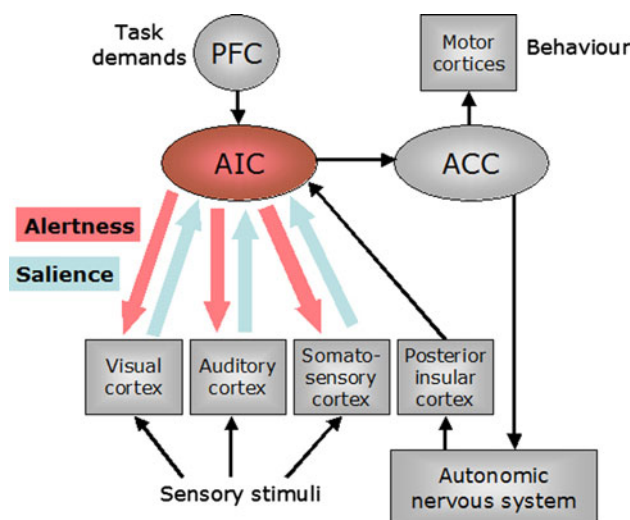 Task
demands
PFC
Motor
cortices
Behaviour
AIC
ACC
Alertness
Salience
Visual
cortex
Auditory
cortex
Somato-
sensory
cortex
Posterior
insular
cortex
Sensory stimuli
Autonomic
nervous system